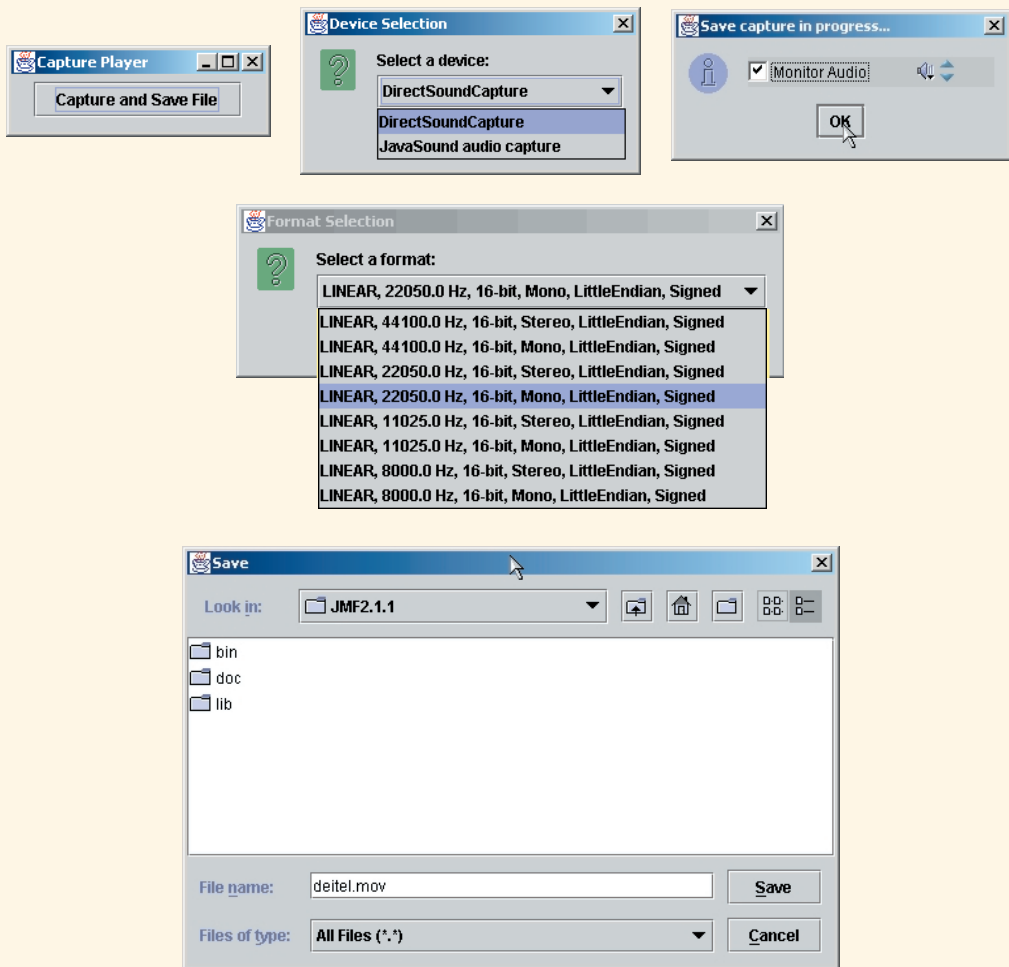 Capture Player
Capture and Save File
Device Selection
Select a device:
DirectSoundCapture
DirectSoundCapture
JavaSound audio capture
Save capture in progress...
Monitor Audio
OK
Format Selection
Select a format:
LINEAR, 22050.0 Hz, 16-bit, Mono, LittleEndian, Signed
LINEAR, 44100.0 Hz, 16-bit, Stereo, LittleEndian, Signed
LINEAR, 44100.0 Hz, 16-bit, Mono, LittleEndian, Signed
LINEAR, 22050.0 Hz, 16-bit, Stereo, LittleEndian, Signed
LINEAR, 22050.0 Hz, 16-bit, Mono, LittleEndian, Signed
LINEAR, 11025.0 Hz, 16-bit, Stereo, LittleEndian, Signed
LINEAR, 11025.0 Hz, 16-bit, Mono, LittleEndian, Signed
LINEAR, 8000.0 Hz, 16-bit, Stereo, LittleEndian, Signed
LINEAR, 8000.0 Hz, 16-bit, Mono, LittleEndian, Signed
Save
Look in:
JMF2.1.1
bin
doc
lib
File name:
deitel.mov
Save
Files of type:
All Files (*.*)
Cancel